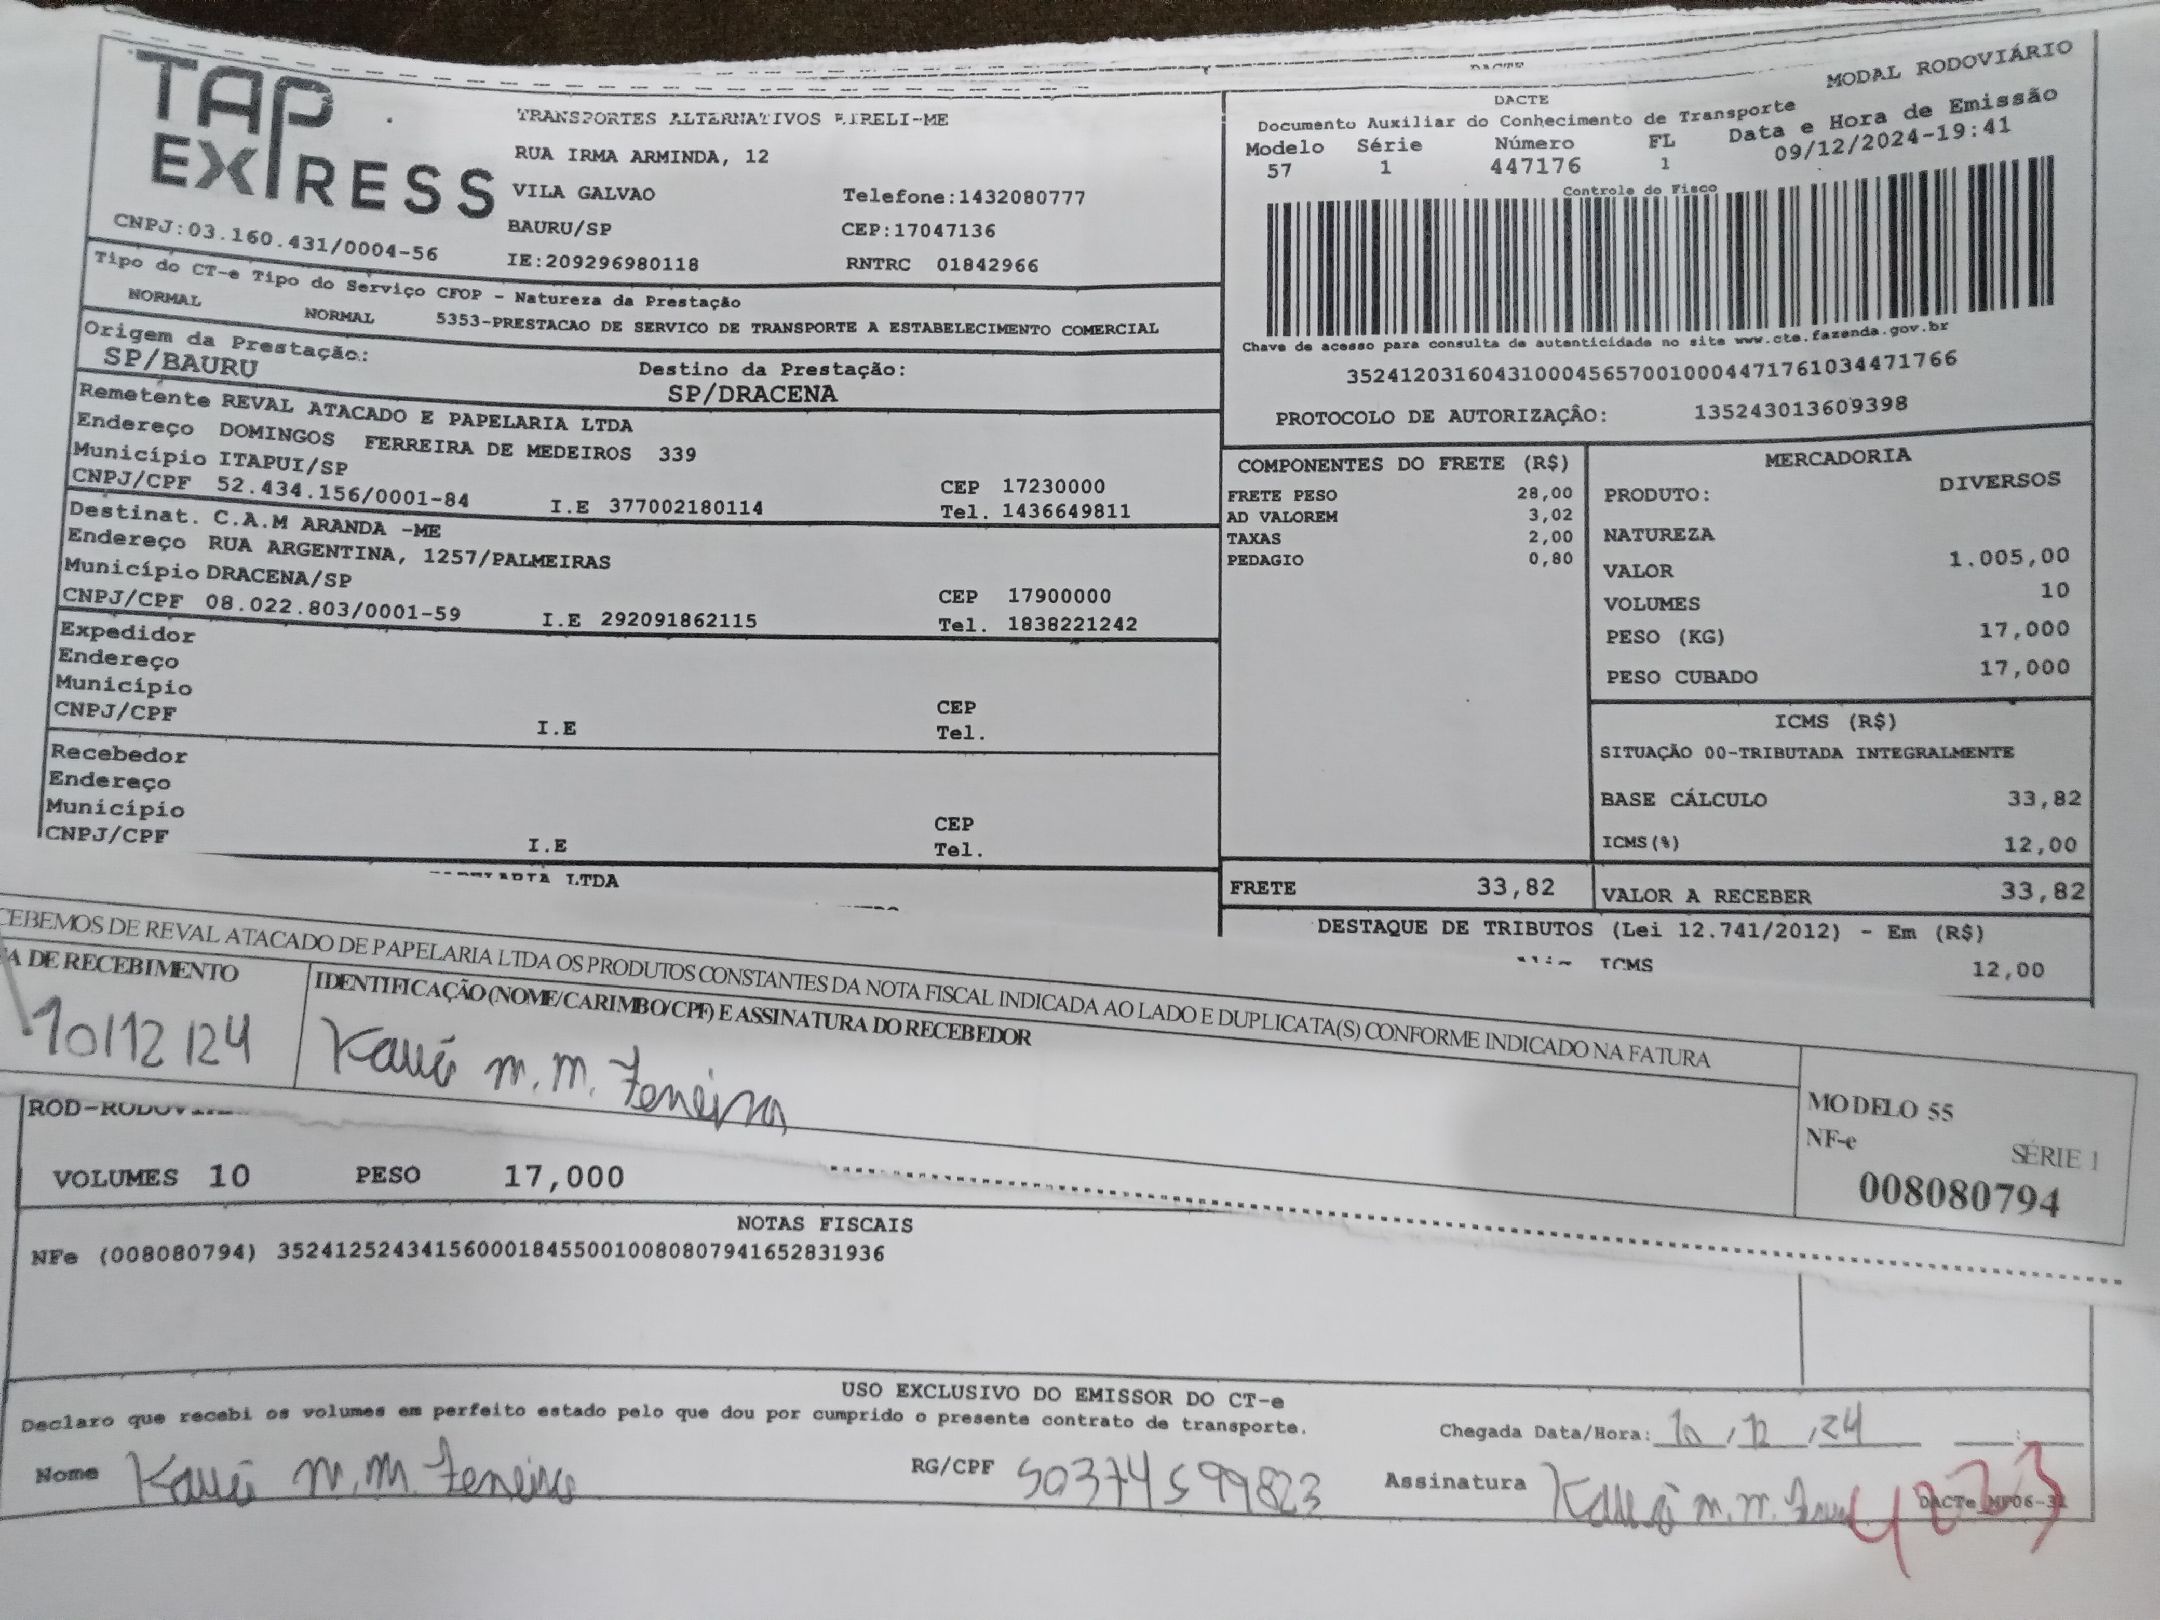 TAP
EXPRESS
CNPJ:03.160.431/0004-56
TRANSPORTES ALTERNATIVOS EIRELI-ME
RUA IRMA ARMINDA, 12
VILA GALVAO Telefone:1432080777
BAURU/SP CEP:17047136
IE:209296980118 RNTRC 01842966
Tipo do CT-e Tipo do Serviço CFOP - Natureza da Prestação
NORMAL NORMAL 5353-PRESTACAO DE SERVICO DE TRANSPORTE A ESTABELECIMENTO COMERCIAL
Origem da Prestação: Destino da Prestação:
SP/BAURU SP/DRACENA
Remetente REVAL ATACADO E PAPELARIA LTDA
Endereço DOMINGOS FERREIRA DE MEDEIROS 339
Município ITAPUI/SP CEP 17230000
CNPJ/CPF 52.434.156/0001-84 I.E 377002180114 Tel. 1436649811
Destinat. C.A.M ARANDA -ME
Endereço RUA ARGENTINA, 1257/PALMEIRAS
Município DRACENA/SP CEP 17900000
CNPJ/CPF 08.022.803/0001-59 I.E 292091862115 Tel. 1838221242
Expedidor
Endereço
Município CEP
CNPJ/CPF I.E Tel.
Recebedor
Endereço
Município CEP
CNPJ/CPF I.E Tel.
LTDA
DACTE MODAL RODOVIÁRIO
Documento Auxiliar do Conhecimento de Transporte
Modelo Série Número FL Data e Hora de Emissão
57 1 447176 1 09/12/2024-19:41
Controle do Fisco
Chave de acesso para consulta de autenticidade no site www.cte.fazenda.gov.br
35241203160431000456570010004471761034471766
PROTOCOLO DE AUTORIZAÇÃO: 135243013609398
COMPONENTES DO FRETE (R$)
FRETE PESO 28,00
AD VALOREM 3,02
TAXAS 2,00
PEDAGIO 0,80
MERCADORIA
PRODUTO: DIVERSOS
NATUREZA
VALOR 1.005,00
VOLUMES 10
PESO (KG) 17,000
PESO CUBADO 17,000
ICMS (R$)
SITUAÇÃO 00-TRIBUTADA INTEGRALMENTE
BASE CÁLCULO 33,82
ICMS(%) 12,00
FRETE 33,82 VALOR A RECEBER 33,82
DESTAQUE DE TRIBUTOS (Lei 12.741/2012) - Em (R$)
ICMS 12,00
CEBEMOS DE REVAL ATACADO DE PAPELARIA LTDA OS PRODUTOS CONSTANTES DA NOTA FISCAL INDICADA AO LADO E DUPLICATA(S) CONFORME INDICADO NA FATURA
A DE RECEBIMENTO IDENTIFICAÇÃO (NOME/CARIMBO/CPF) E ASSINATURA DO RECEBEDOR
10/12/24 Kauê M. M. Ferreira
MODELO 55
NF-e SÉRIE 1
008080794
VOLUMES 10 PESO 17,000
NOTAS FISCAIS
NFe (008080794) 35241252434156000184550010080807941652831936
USO EXCLUSIVO DO EMISSOR DO CT-e
Declaro que recebi os volumes em perfeito estado pelo que dou por cumprido o presente contrato de transporte. Chegada Data/Hora: 10/12/24
Nome Kauê M. M. Ferreira RG/CPF 50374599823 Assinatura Kauê M. M.